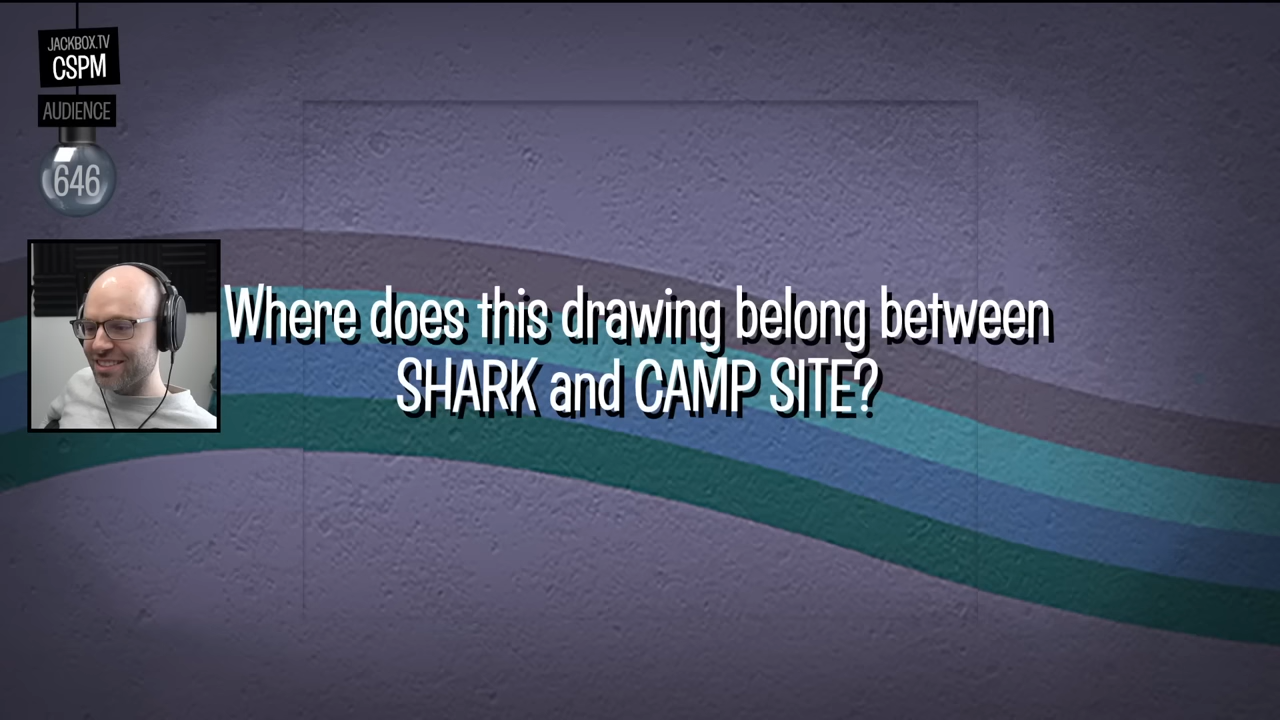 JACKBOX.TV
CSPM
AUDIENCE
646
Where does this drawing belong between
SHARK and CAMP SITE?